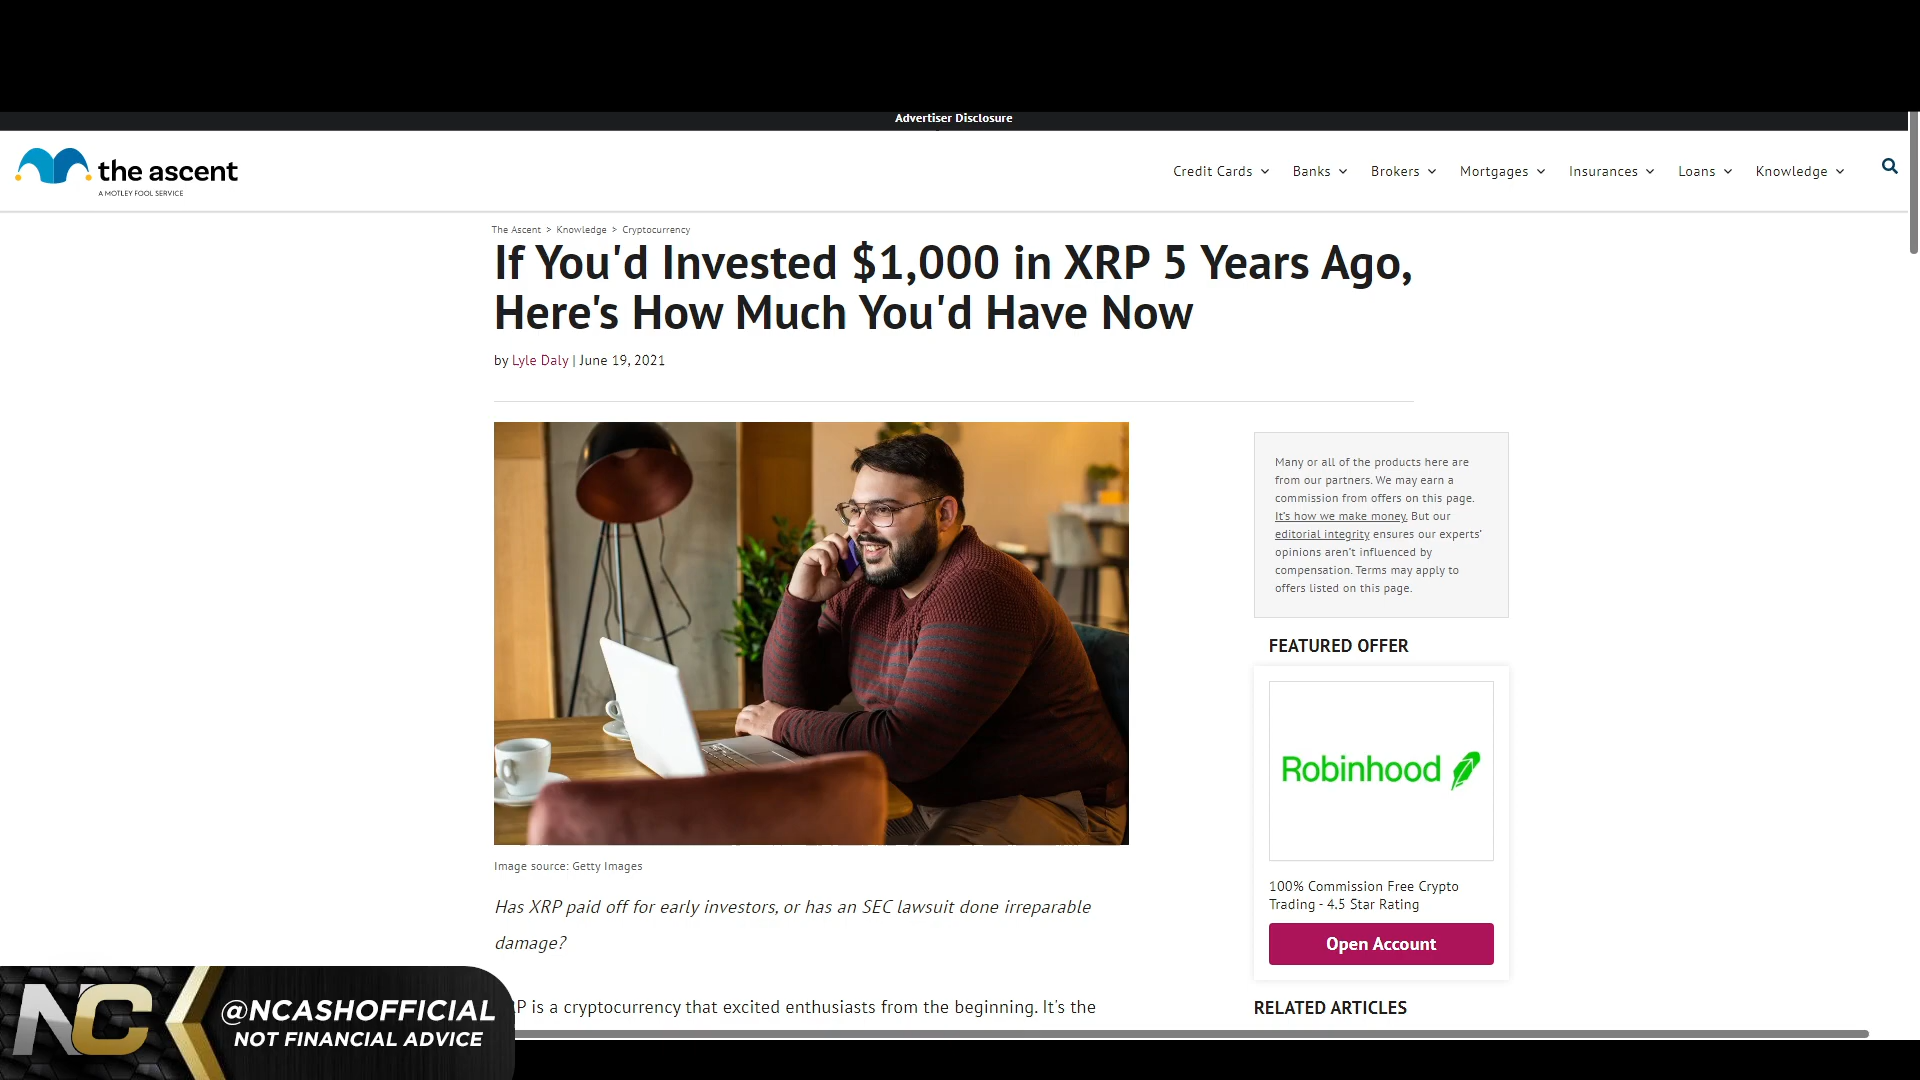 Advertiser Disclosure
the ascent
A MOTLEY FOOL SERVICE
Credit Cards
Banks
Brokers
Mortgages
Insurances
Loans
Knowledge
The Ascent > Knowledge > Cryptocurrency
If You'd Invested $1,000 in XRP 5 Years Ago,
Here's How Much You'd Have Now
by Lyle Daly | June 19, 2021
Image source: Getty Images
Has XRP paid off for early investors, or has an SEC lawsuit done irreparable
damage?
P is a cryptocurrency that excited enthusiasts from the beginning. It's the
Many or all of the products here are
from our partners. We may earn a
commission from offers on this page.
It's how we make money. But our
editorial integrity ensures our experts'
opinions aren't influenced by
compensation. Terms may apply to
offers listed on this page.
FEATURED OFFER
Robinhood
100% Commission Free Crypto
Trading - 4.5 Star Rating
Open Account
RELATED ARTICLES
NC
@NCASHOFFICIAL
NOT FINANCIAL ADVICE